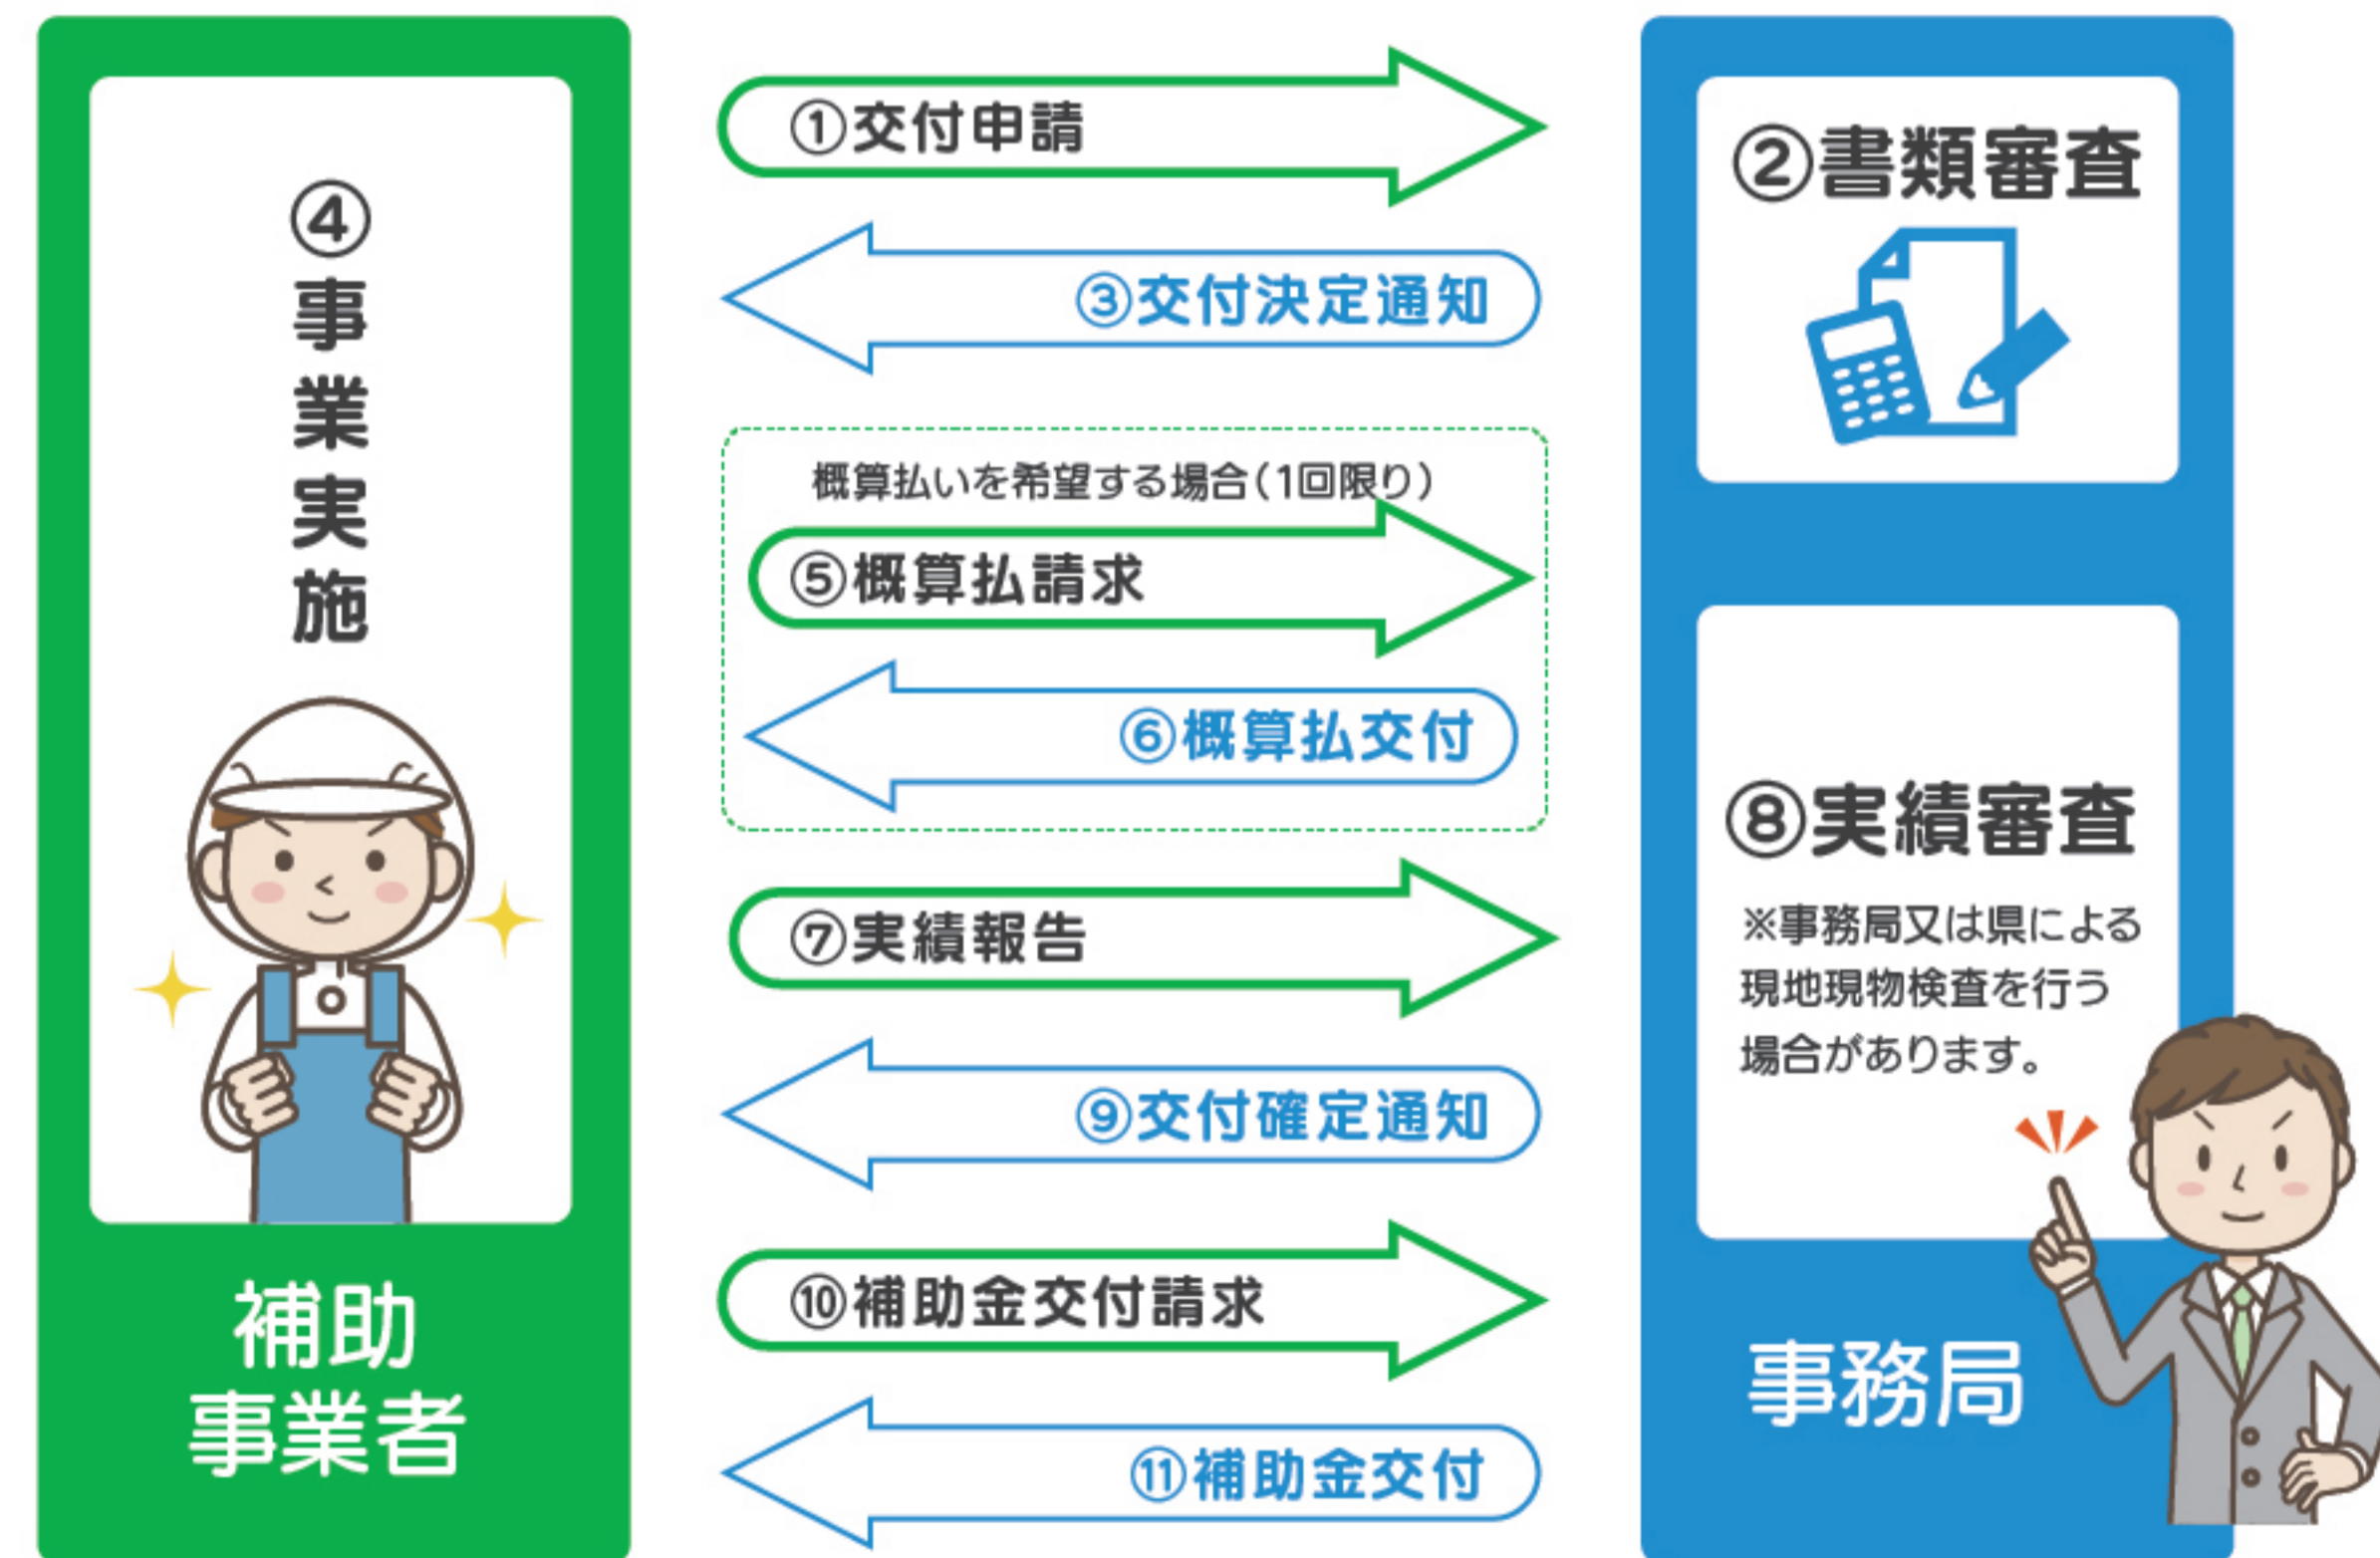 ④事業実施
補助
事業者
①交付申請
③交付決定通知
概算払いを希望する場合（1回限り）
⑤概算払請求
⑥概算払交付
⑦実績報告
⑨交付確定通知
⑩補助金交付請求
⑪補助金交付
②書類審査
⑧実績審査
※事務局又は県による
現地現物検査を行う
場合があります。
事務局